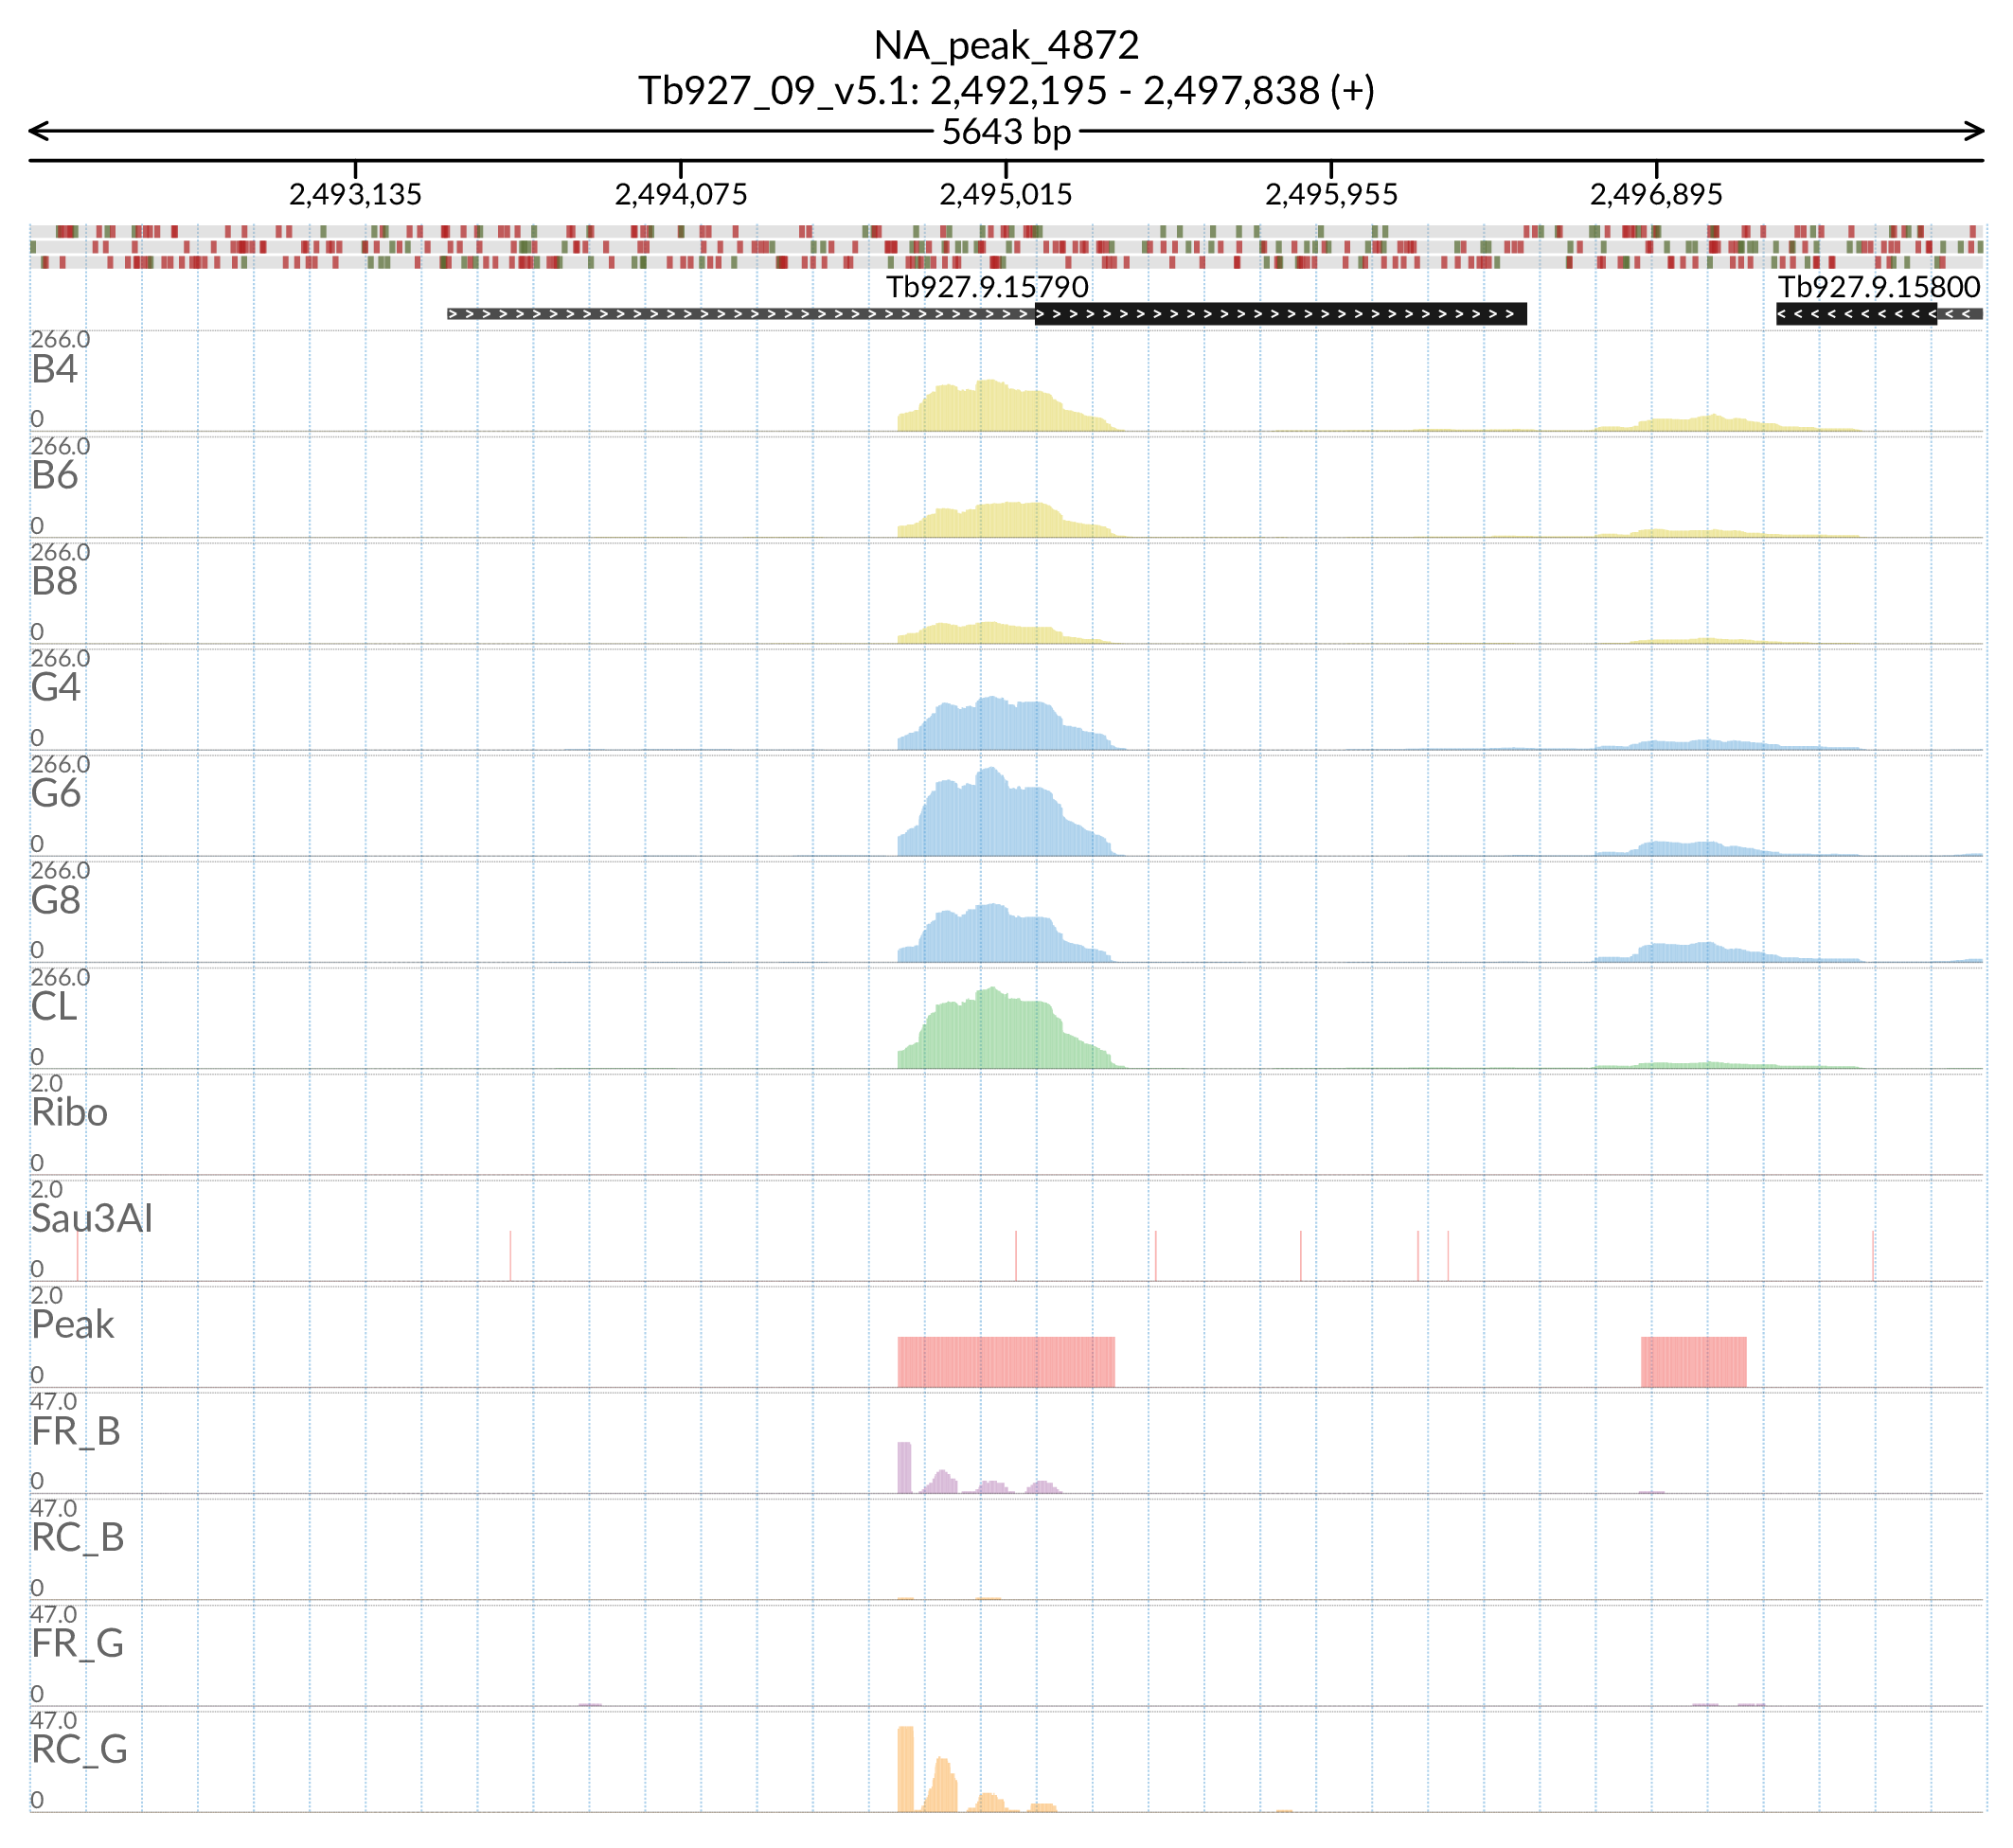 NA_peak_4872
Tb927_09_v5.1: 2,492,195 - 2,497,838 (+)
5643 bp
2,493,135 2,494,075 2,495,015 2,495,955 2,496,895
Tb927.9.15790 Tb927.9.15800
266.0
B4
0
266.0
B6
0
266.0
B8
0
266.0
G4
0
266.0
G6
0
266.0
G8
0
266.0
CL
0
2.0
Ribo
0
2.0
Sau3AI
0
2.0
Peak
0
47.0
FR_B
0
47.0
RC_B
0
47.0
FR_G
0
47.0
RC_G
0